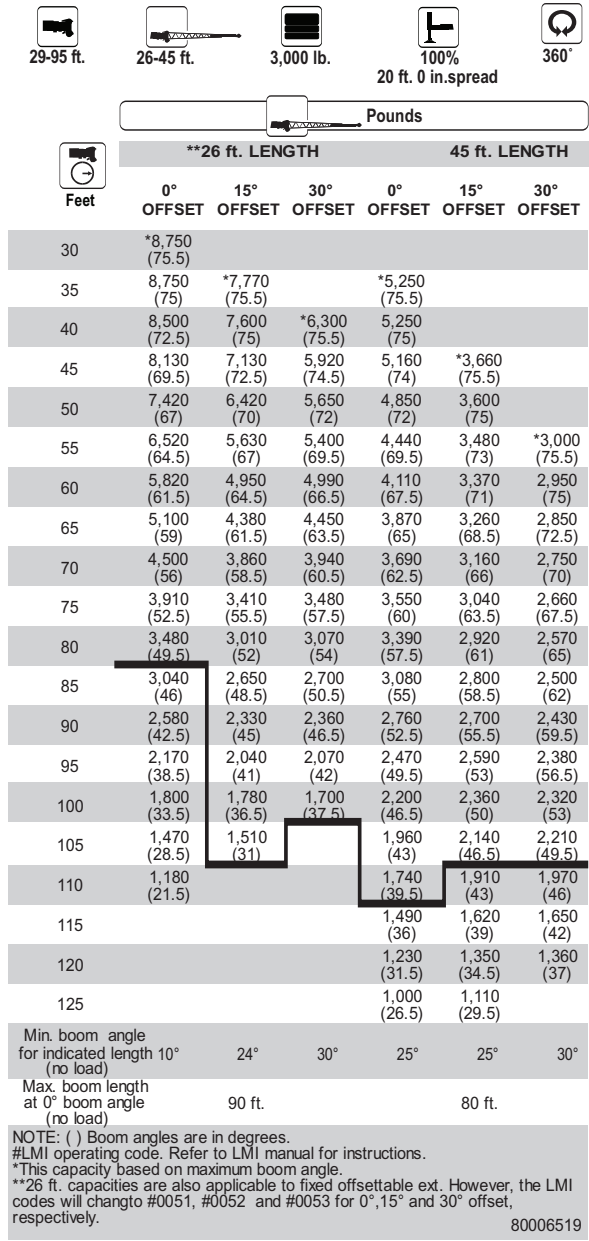 29-95 ft. 26-45 ft. 3,000 lb. 100% 360°
20 ft. 0 in.spread
Pounds
**26 ft. LENGTH 45 ft. LENGTH
Feet
0° 15° 30° 0° 15° 30°
OFFSET OFFSET OFFSET OFFSET OFFSET OFFSET
30 *8,750
(75.5)
35 8,750 *7,770 *5,250
(75) (75.5) (75.5)
40 8,500 7,600 *6,300 5,250
(72.5) (75) (75.5) (75)
45 8,130 7,130 5,920 5,160 *3,660
(69.5) (72.5) (74.5) (74) (75.5)
50 7,420 6,420 5,650 4,850 3,600
(67) (70) (72) (72) (75)
55 6,520 5,630 5,400 4,440 3,480 *3,000
(64.5) (67) (69.5) (69.5) (73) (75.5)
60 5,820 4,950 4,990 4,110 3,370 2,950
(61.5) (64.5) (66.5) (67.5) (71) (75)
65 5,100 4,380 4,450 3,870 3,260 2,850
(59) (61.5) (63.5) (65) (68.5) (72.5)
70 4,500 3,860 3,940 3,690 3,160 2,750
(56) (58.5) (60.5) (62.5) (66) (70)
75 3,910 3,410 3,480 3,550 3,040 2,660
(52.5) (55.5) (57.5) (60) (63.5) (67.5)
80 3,480 3,010 3,070 3,390 2,920 2,570
(49.5) (52) (54) (57.5) (61) (65)
85 3,040 2,650 2,700 3,080 2,800 2,500
(46) (48.5) (50.5) (55) (58.5) (62)
90 2,580 2,330 2,360 2,760 2,700 2,430
(42.5) (45) (46.5) (52.5) (55.5) (59.5)
95 2,170 2,040 2,070 2,470 2,590 2,380
(38.5) (41) (42) (49.5) (53) (56.5)
100 1,800 1,780 1,700 2,200 2,360 2,320
(33.5) (36.5) (37.5) (46.5) (50) (53)
105 1,470 1,510 1,960 2,140 2,210
(28.5) (31) (43) (46.5) (49.5)
110 1,180 1,740 1,910 1,970
(21.5) (39.5) (43) (46)
115 1,490 1,620 1,650
(36) (39) (42)
120 1,230 1,350 1,360
(31.5) (34.5) (37)
125 1,000 1,110
(26.5) (29.5)
Min. boom angle
for indicated length 10° 24° 30° 25° 25° 30°
(no load)
Max. boom length
at 0° boom angle 90 ft. 80 ft.
(no load)
NOTE: ( ) Boom angles are in degrees.
#LMI operating code. Refer to LMI manual for instructions.
*This capacity based on maximum boom angle.
**26 ft. capacities are also applicable to fixed offsettable ext. However, the LMI
codes will changto #0051, #0052 and #0053 for 0°,15° and 30° offset,
respectively.
80006519